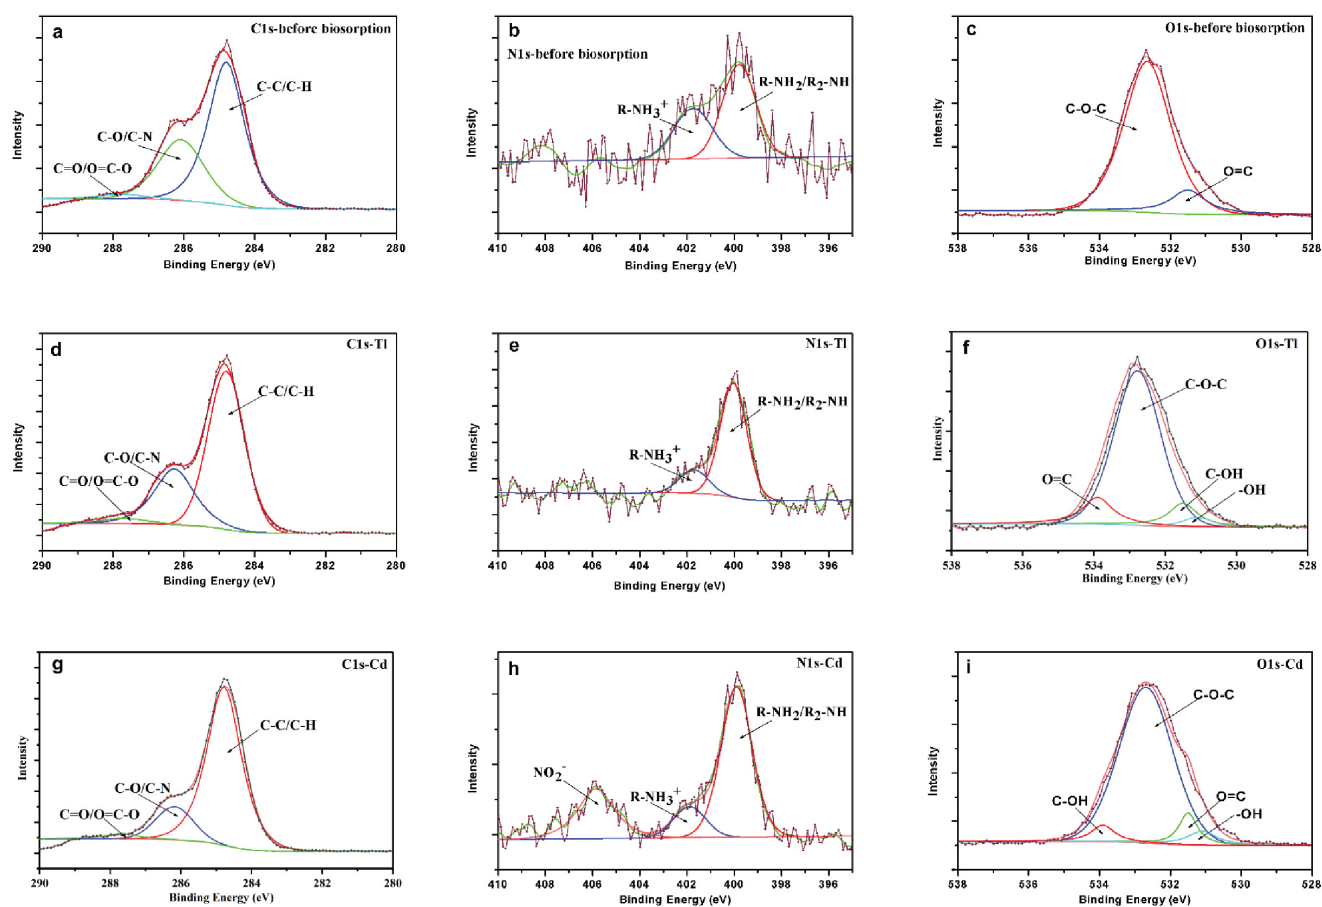 a
C1s-before biosorption
C-C/C-H
C-O/C-N
C=O/O=C-O
Intensity
290 288 286 284 282 280
Binding Energy (eV)
b
N1s-before biosorption
R-NH2/R2-NH
R-NH3+
Intensity
410 408 406 404 402 400 398 396
Binding Energy (eV)
c
O1s-before biosorption
C-O-C
O=C
Intensity
538 536 534 532 530 528
Binding Energy (eV)
d
C1s-Tl
C-C/C-H
C-O/C-N
C=O/O=C-O
Intensity
290 288 286 284 282 280
Binding Energy (eV)
e
N1s-Tl
R-NH2/R2-NH
R-NH3+
Intensity
410 408 406 404 402 400 398 396
Binding Energy (eV)
f
O1s-Tl
C-O-C
C-OH
O=C
-OH
Intensity
538 536 534 532 530 528
Binding Energy (eV)
g
C1s-Cd
C-C/C-H
C-O/C-N
C=O/O=C-O
Intensity
290 288 286 284 282 280
Binding Energy (eV)
h
N1s-Cd
R-NH2/R2-NH
NO2-
R-NH3+
Intensity
410 408 406 404 402 400 398 396
Binding Energy (eV)
i
O1s-Cd
C-O-C
C-OH
O=C
-OH
Intensity
538 536 534 532 530 528
Binding Energy (eV)